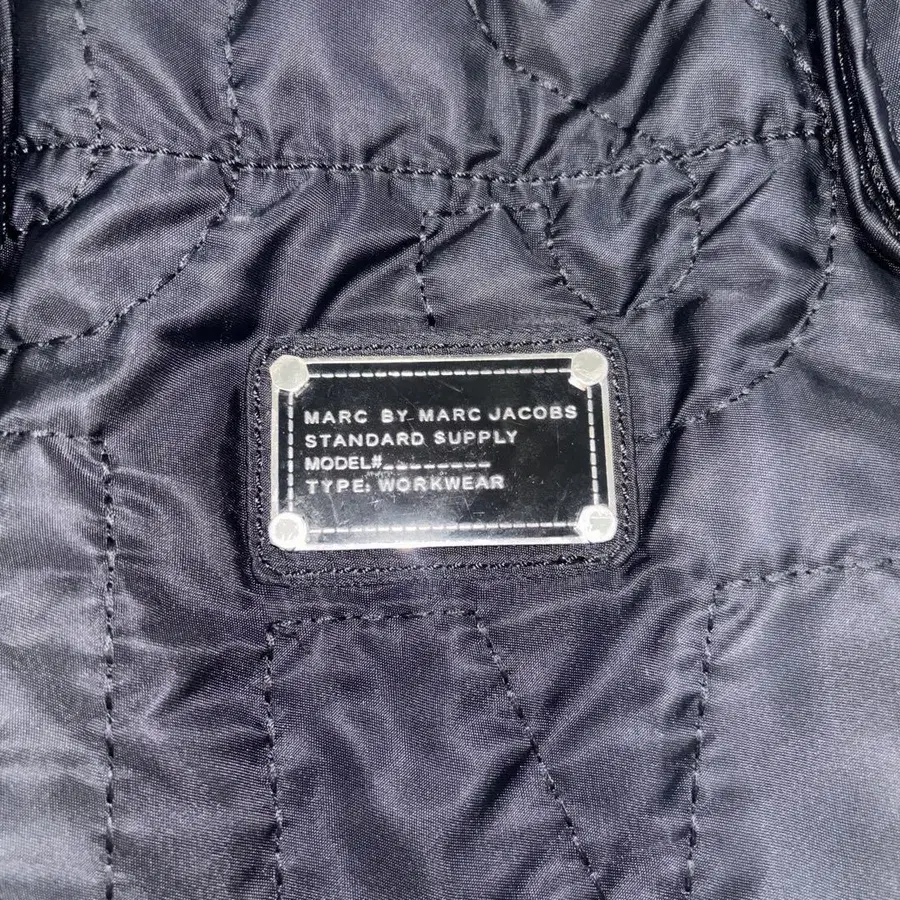 MARC BY MARC JACOBS
STANDARD SUPPLY
MODEL#________
TYPE: WORKWEAR